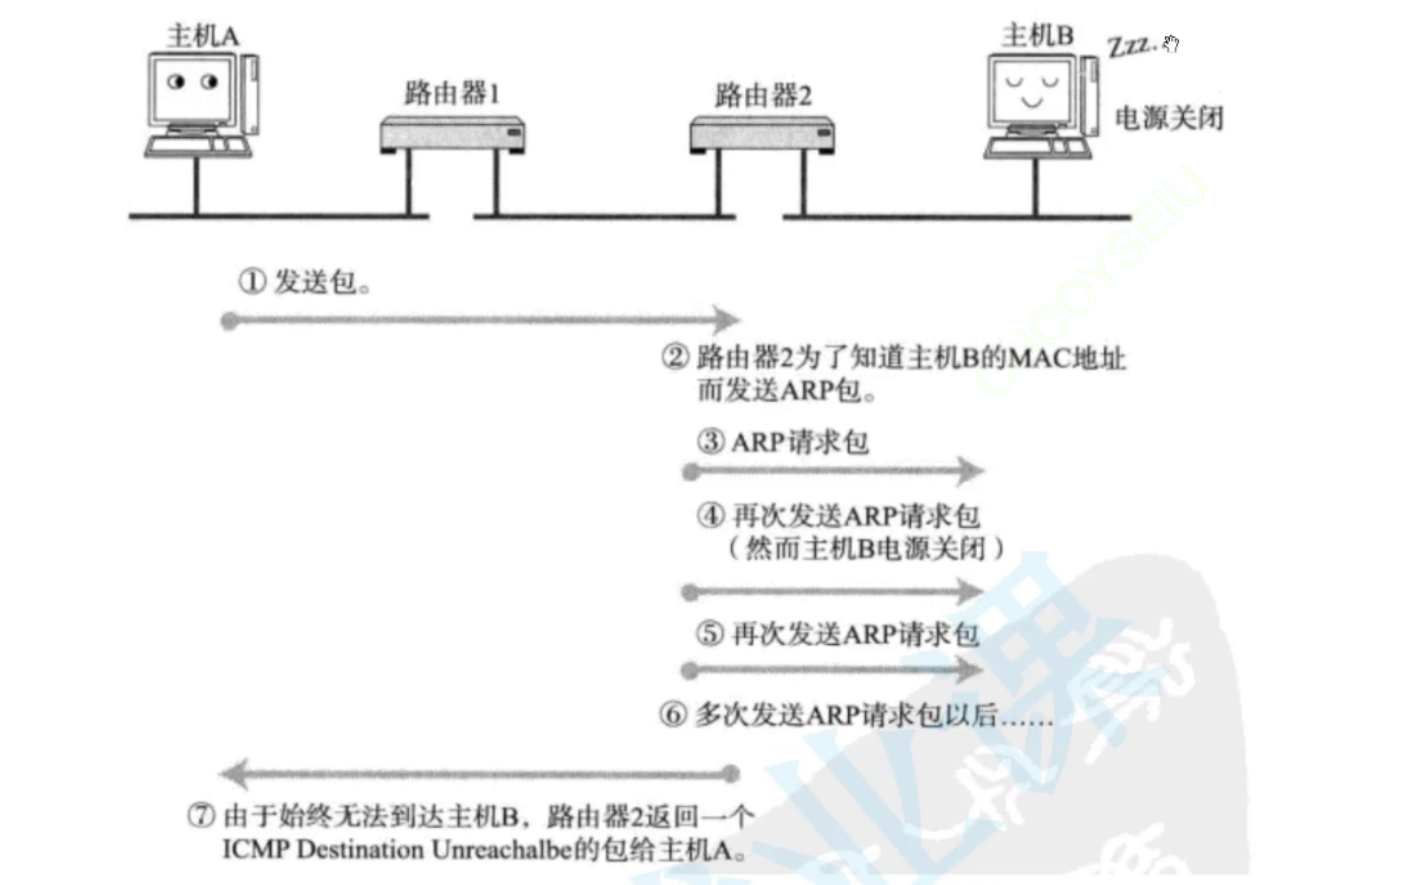 主机A
主机B
Zzz.
路由器1
路由器2
电源关闭
① 发送包。
② 路由器2为了知道主机B的MAC地址
而发送ARP包。
③ ARP请求包
④ 再次发送ARP请求包
（然而主机B电源关闭）
⑤ 再次发送ARP请求包
⑥ 多次发送ARP请求包以后……
⑦ 由于始终无法到达主机B，路由器2返回一个
ICMP Destination Unreachalbe的包给主机A。